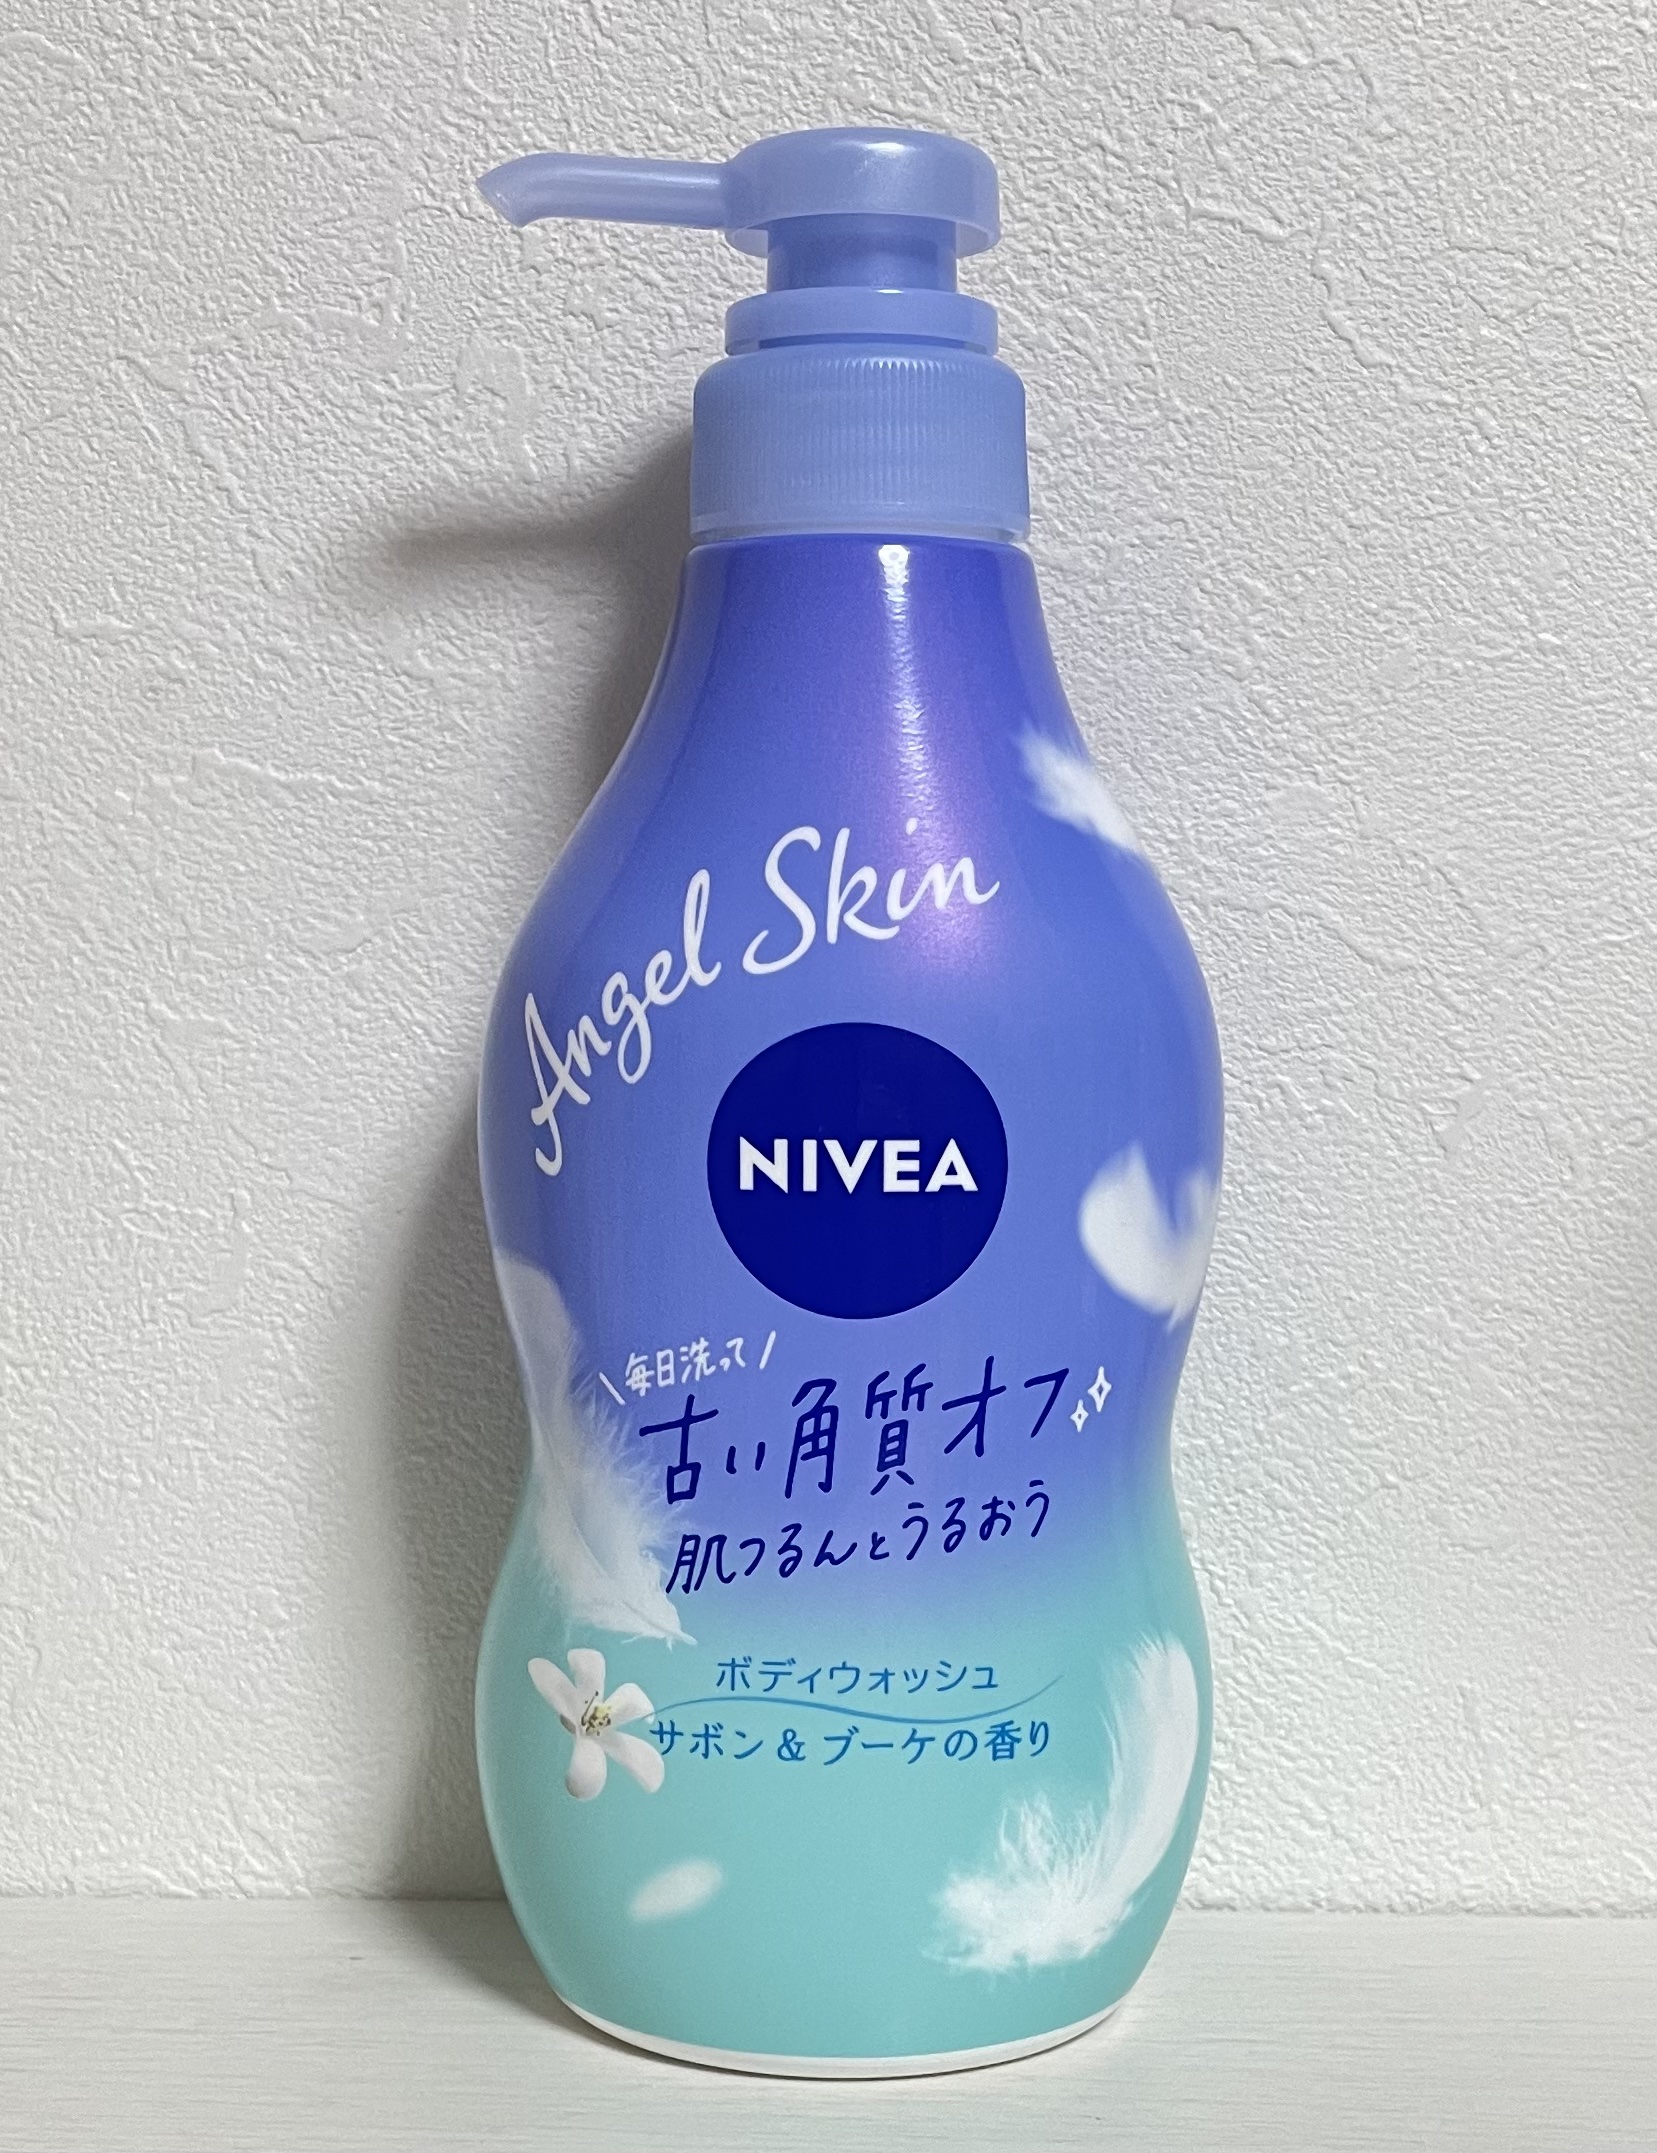 Angel Skin
NIVEA
\毎日洗って/
古い角質オフ
肌つるんとうるおう
ボディウォッシュ
サボン & ブーケの香り